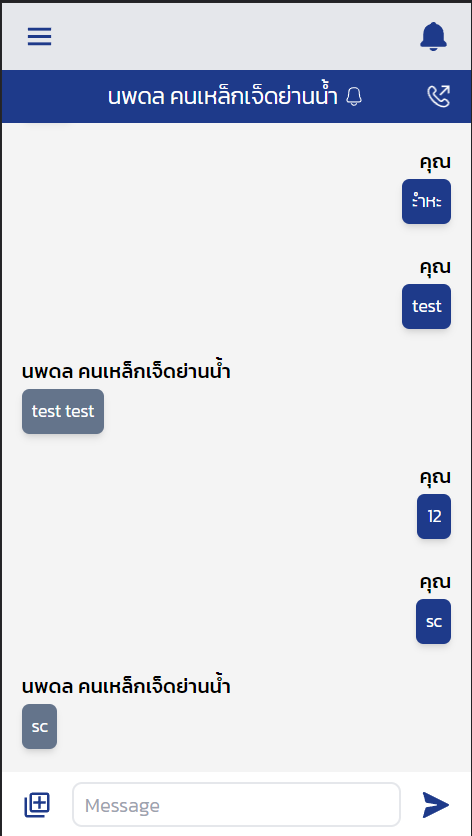 นพดล คนเหล็กเจ็ดย่านน้ำ
คุณ
ะำหะ
คุณ
test
นพดล คนเหล็กเจ็ดย่านน้ำ
test test
คุณ
12
คุณ
sc
นพดล คนเหล็กเจ็ดย่านน้ำ
sc
Message